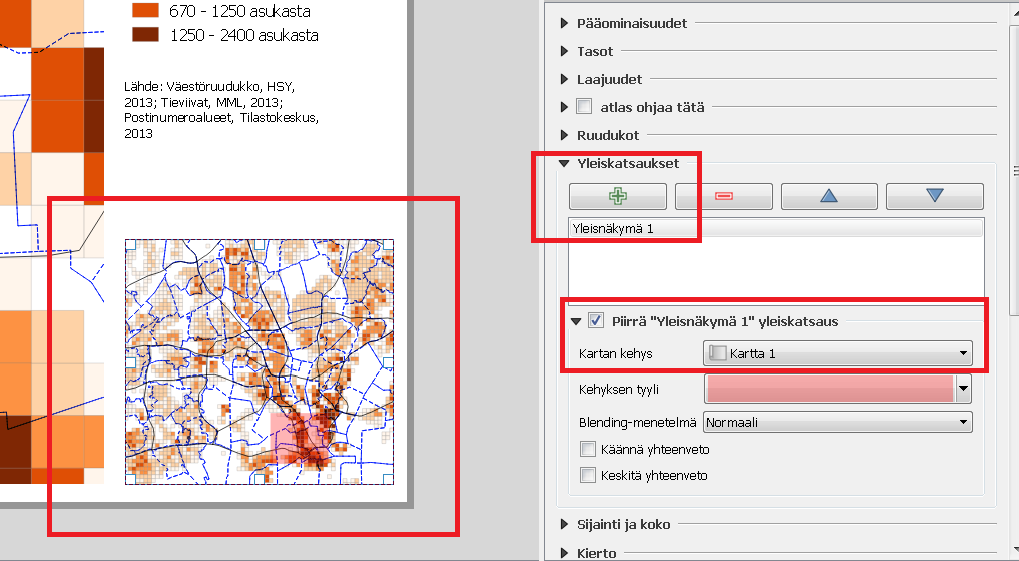 670 - 1250 asukasta
1250 - 2400 asukasta
Lähde: Väestöruudukko, HSY,
2013; Tieviivat, MML, 2013;
Postinumeroalueet, Tilastokeskus,
2013
Pääominaisuudet
Tasot
Laajuudet
atlas ohjaa tätä
Ruudukot
Yleiskatsaukset
Yleisnäkymä 1
Piirrä "Yleisnäkymä 1" yleiskatsaus
Kartan kehys Kartta 1
Kehyksen tyyli
Blending-menetelmä Normaali
Käännä yhteenveto
Keskitä yhteenveto
Sijainti ja koko
Kierto